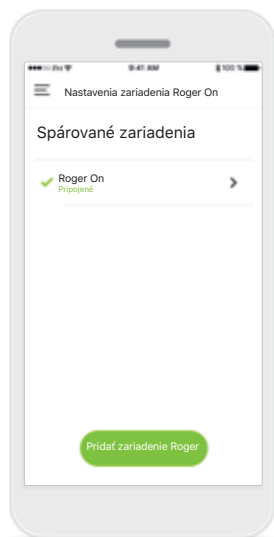 9:41 AM
100 %
Nastavenia zariadenia Roger On
Spárované zariadenia
Roger On
Pripojené
Pridať zariadenie Roger